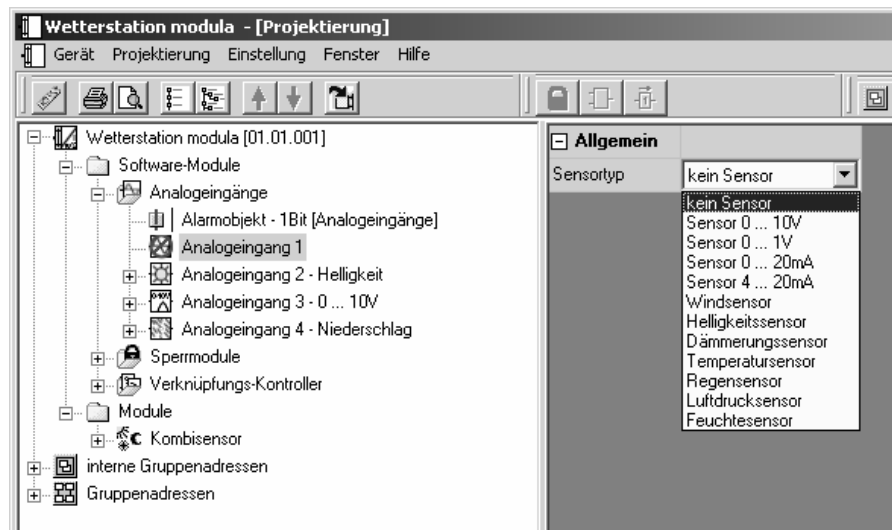 Wetterstation modula - [Projektierung]
Gerät Projektierung Einstellung Fenster Hilfe
Wetterstation modula [01.01.001]
Software-Module
Analogeingänge
Alarmobjekt - 1Bit [Analogeingänge]
Analogeingang 1
Analogeingang 2 - Helligkeit
Analogeingang 3 - 0 ... 10V
Analogeingang 4 - Niederschlag
Sperrmodule
Verknüpfungs-Kontroller
Module
Kombisensor
interne Gruppenadressen
Gruppenadressen
Allgemein
Sensortyp kein Sensor
kein Sensor
Sensor 0 ... 10V
Sensor 0 ... 1V
Sensor 0 ... 20mA
Sensor 4 ... 20mA
Windsensor
Helligkeitssensor
Dämmerungssensor
Temperatursensor
Regensensor
Luftdrucksensor
Feuchtesensor